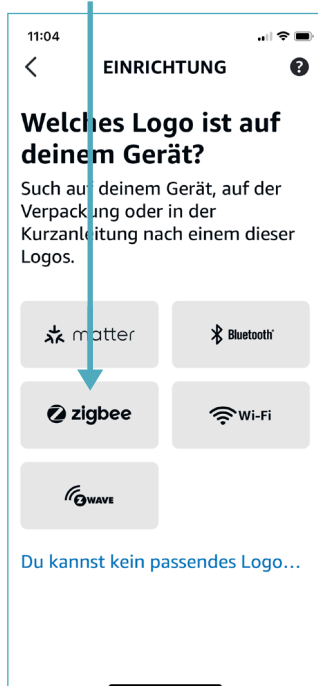 11:04
EINRICHTUNG ?
Welches Logo ist auf
deinem Gerät?
Such auf deinem Gerät, auf der
Verpackung oder in der
Kurzanleitung nach einem dieser
Logos.
matter Bluetooth
zigbee Wi-Fi
Z WAVE
Du kannst kein passendes Logo...